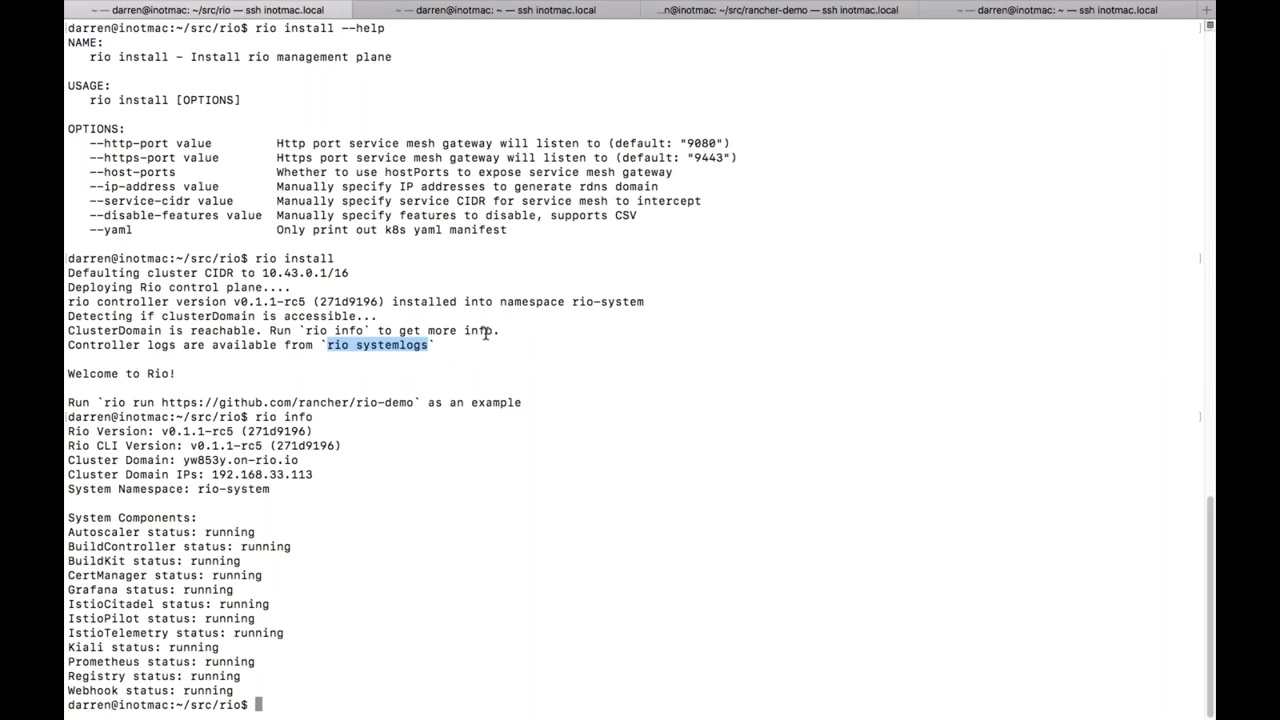 ~ — darren@inotmac: ~/src/rio — ssh inotmac.local
~ — darren@inotmac: ~ — ssh inotmac.local
...n@inotmac: ~/src/rancher-demo — ssh inotmac.local
~ — darren@inotmac: ~ — ssh inotmac.local
darren@inotmac:~/src/rio$ rio install --help
NAME:
   rio install - Install rio management plane
USAGE:
   rio install [OPTIONS]
OPTIONS:
   --http-port value         Http port service mesh gateway will listen to (default: "9080")
   --https-port value        Https port service mesh gateway will listen to (default: "9443")
   --host-ports              Whether to use hostPorts to expose service mesh gateway
   --ip-address value        Manually specify IP addresses to generate rdns domain
   --service-cidr value      Manually specify service CIDR for service mesh to intercept
   --disable-features value  Manually specify features to disable, supports CSV
   --yaml                    Only print out k8s yaml manifest
darren@inotmac:~/src/rio$ rio install
Defaulting cluster CIDR to 10.43.0.1/16
Deploying Rio control plane....
rio controller version v0.1.1-rc5 (271d9196) installed into namespace rio-system
Detecting if clusterDomain is accessible...
ClusterDomain is reachable. Run `rio info` to get more info.
Controller logs are available from `rio systemlogs`
Welcome to Rio!
Run `rio run https://github.com/rancher/rio-demo` as an example
darren@inotmac:~/src/rio$ rio info
Rio Version: v0.1.1-rc5 (271d9196)
Rio CLI Version: v0.1.1-rc5 (271d9196)
Cluster Domain: yw853y.on-rio.io
Cluster Domain IPs: 192.168.33.113
System Namespace: rio-system
System Components:
Autoscaler status: running
BuildController status: running
BuildKit status: running
CertManager status: running
Grafana status: running
IstioCitadel status: running
IstioPilot status: running
IstioTelemetry status: running
Kiali status: running
Prometheus status: running
Registry status: running
Webhook status: running
darren@inotmac:~/src/rio$